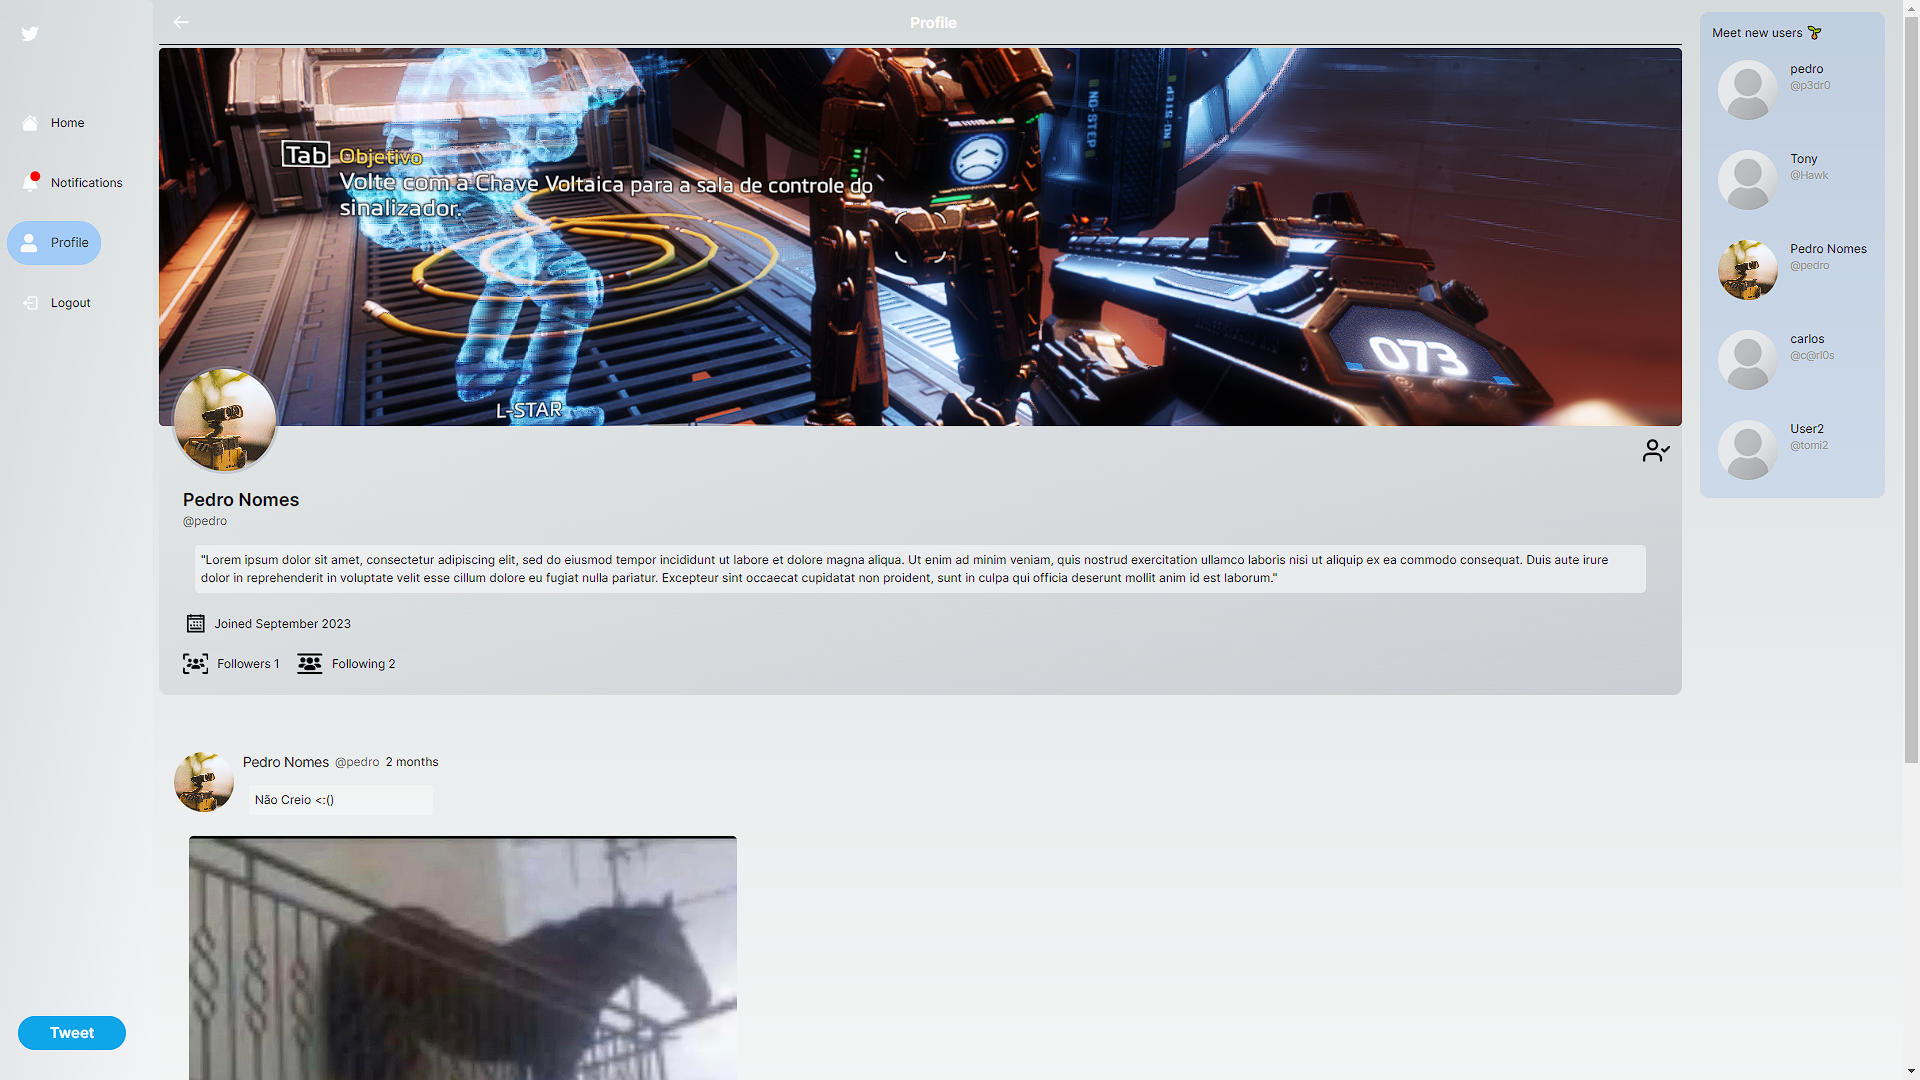 Profile
Home
Notifications
Profile
Logout
Tweet
Tab Objetivo
Volte com a Chave Voltaica para a sala de controle do
sinalizador.
NO-STEP
NO-STEP
073
L-STAR
Pedro Nomes
@pedro
"Lorem ipsum dolor sit amet, consectetur adipiscing elit, sed do eiusmod tempor incididunt ut labore et dolore magna aliqua. Ut enim ad minim veniam, quis nostrud exercitation ullamco laboris nisi ut aliquip ex ea commodo consequat. Duis aute irure
dolor in reprehenderit in voluptate velit esse cillum dolore eu fugiat nulla pariatur. Excepteur sint occaecat cupidatat non proident, sunt in culpa qui officia deserunt mollit anim id est laborum."
Joined September 2023
Followers 1 Following 2
Pedro Nomes @pedro 2 months
Não Creio <:()
Meet new users
pedro
@p3dr0
Tony
@Hawk
Pedro Nomes
@pedro
carlos
@c@rl0s
User2
@tomi2